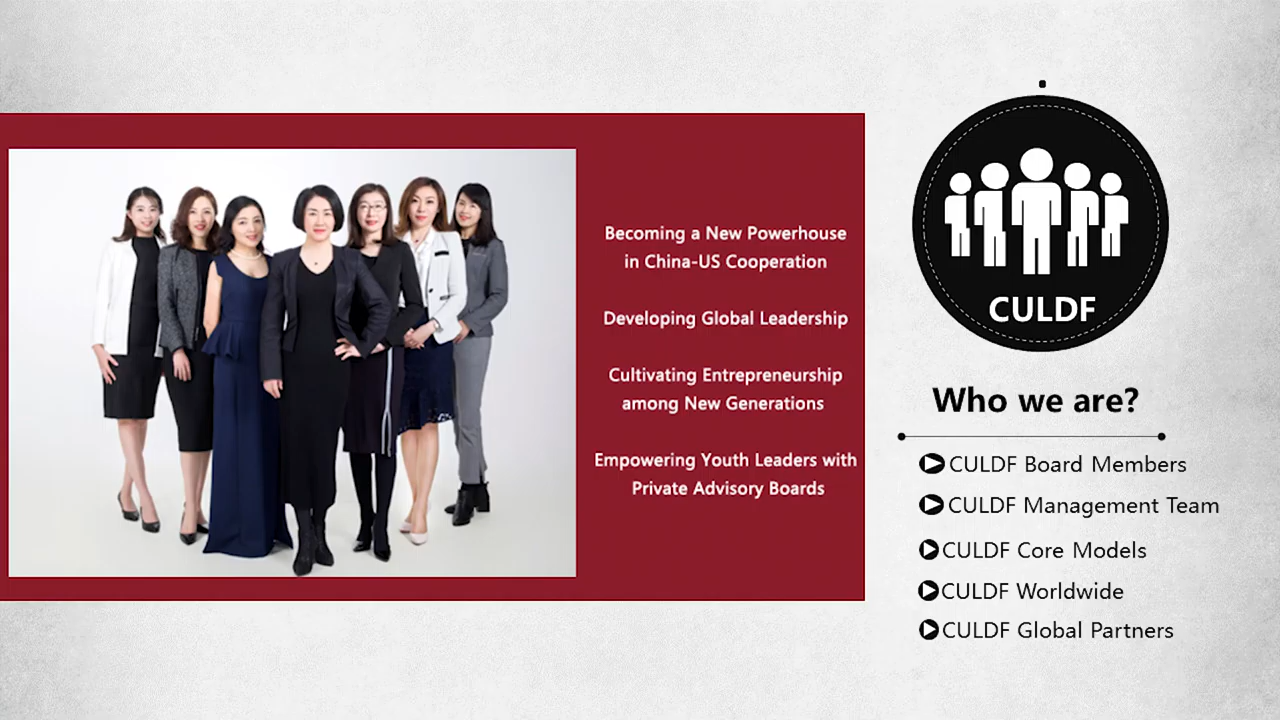 Becoming a New Powerhouse
in China-US Cooperation
Developing Global Leadership
Cultivating Entrepreneurship
among New Generations
Empowering Youth Leaders with
Private Advisory Boards
CULDF
Who we are?
CULDF Board Members
CULDF Management Team
CULDF Core Models
CULDF Worldwide
CULDF Global Partners